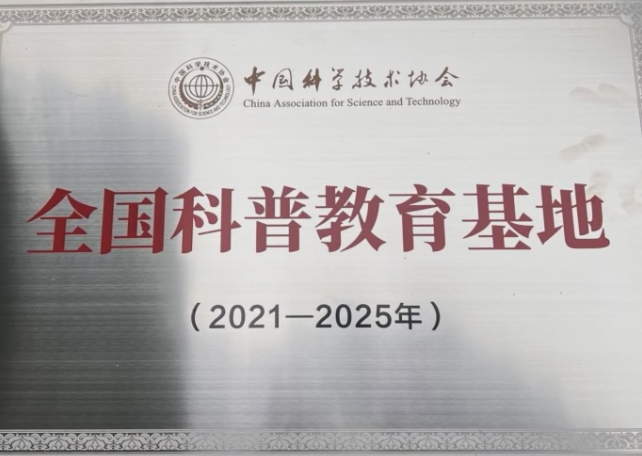 中国科学技术协会
China Association for Science and Technology
全国科普教育基地
（2021—2025年）